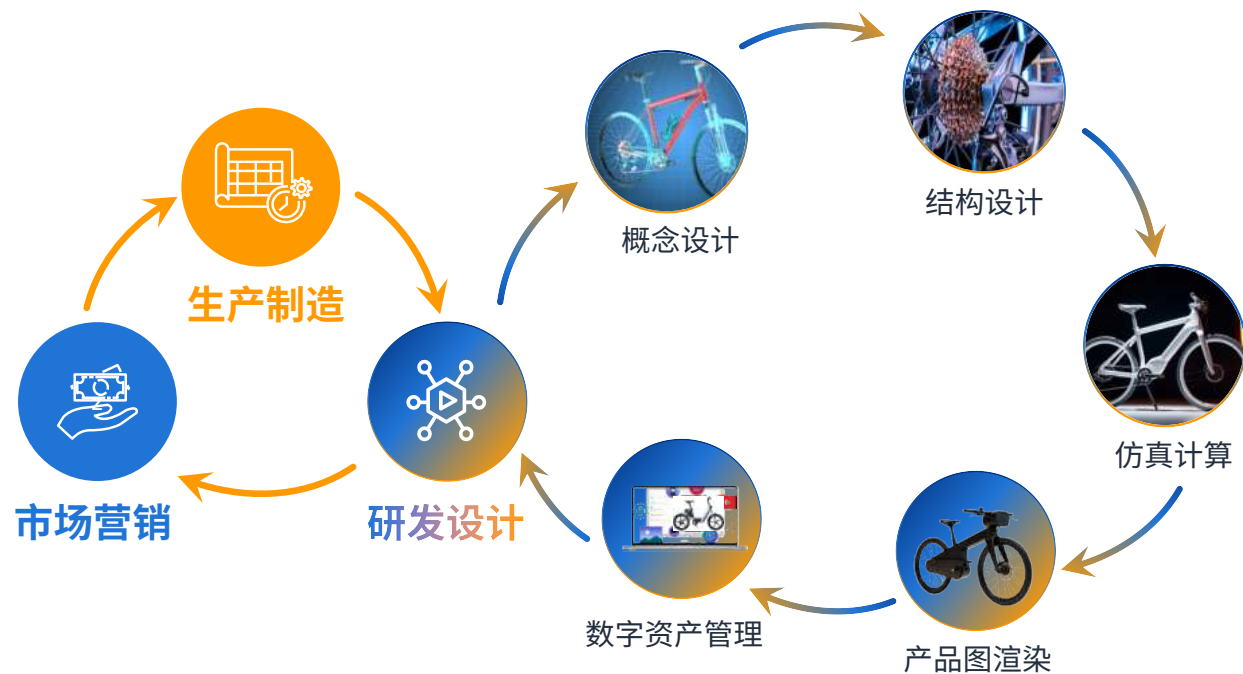 概念设计
结构设计
生产制造
仿真计算
市场营销
研发设计
数字资产管理
产品图渲染